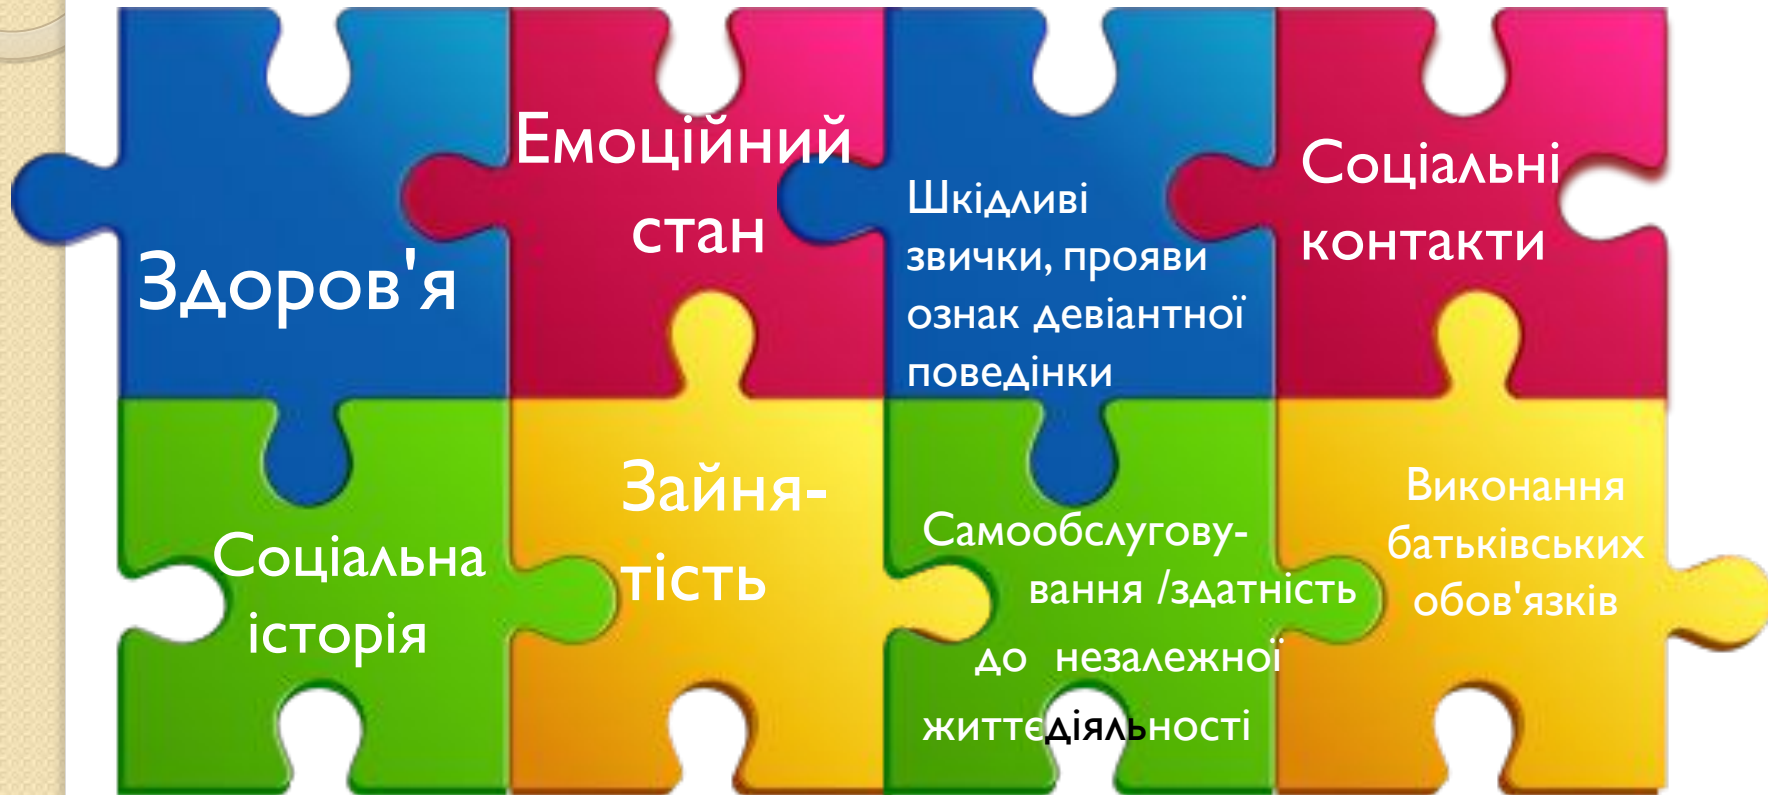 Здоров'я
Емоційний
стан
Шкідливі
звички, прояви
ознак девіантної
поведінки
Соціальні
контакти
Соціальна
історія
Зайня-
тість
Самообслугову-
вання /здатність
до незалежної
життєдіяльності
Виконання
батьківських
обов'язків